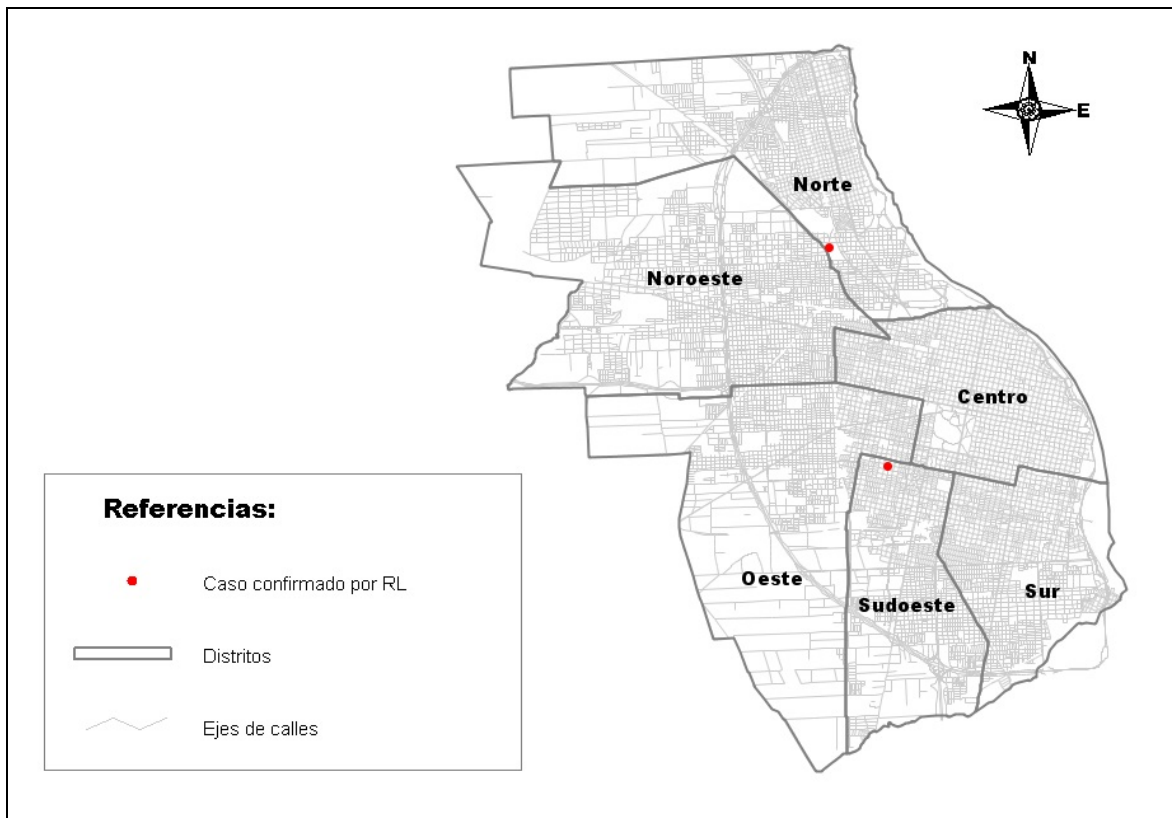 N
E
Norte
Noroeste
Centro
Referencias:
Caso confirmado por RL
Oeste
Sudoeste
Sur
Distritos
Ejes de calles